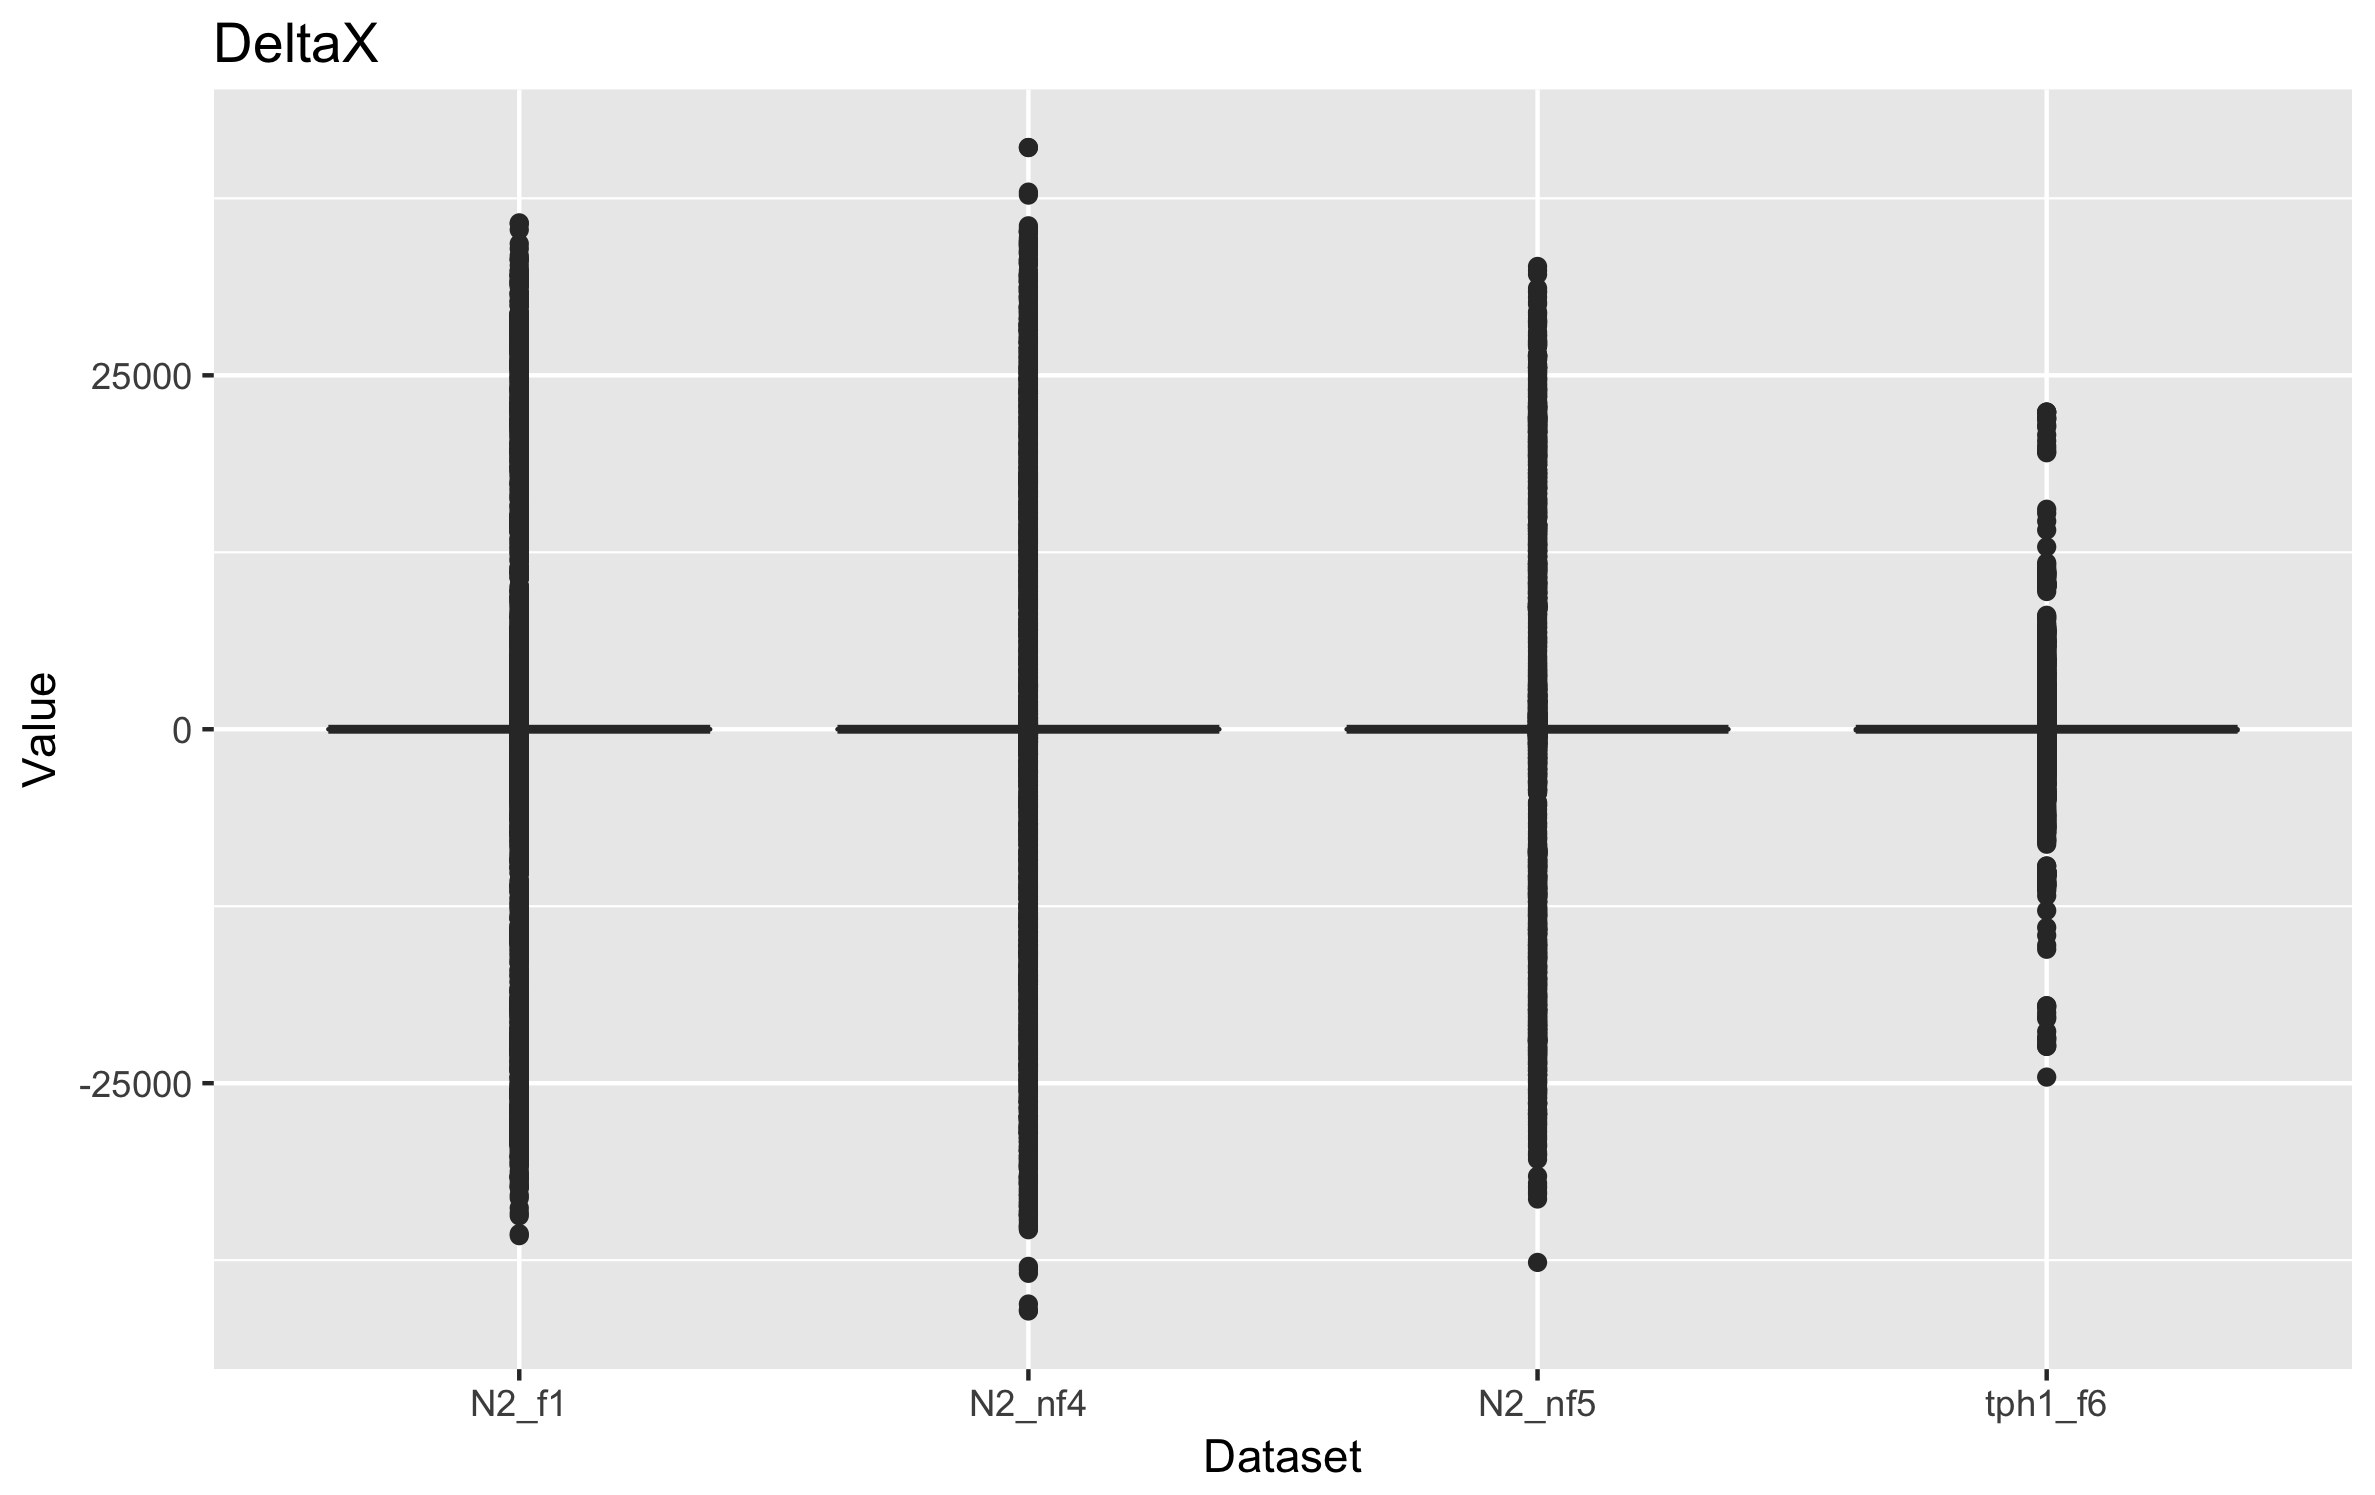 DeltaX
Value
25000
0
-25000
N2_f1
N2_nf4
N2_nf5
tph1_f6
Dataset